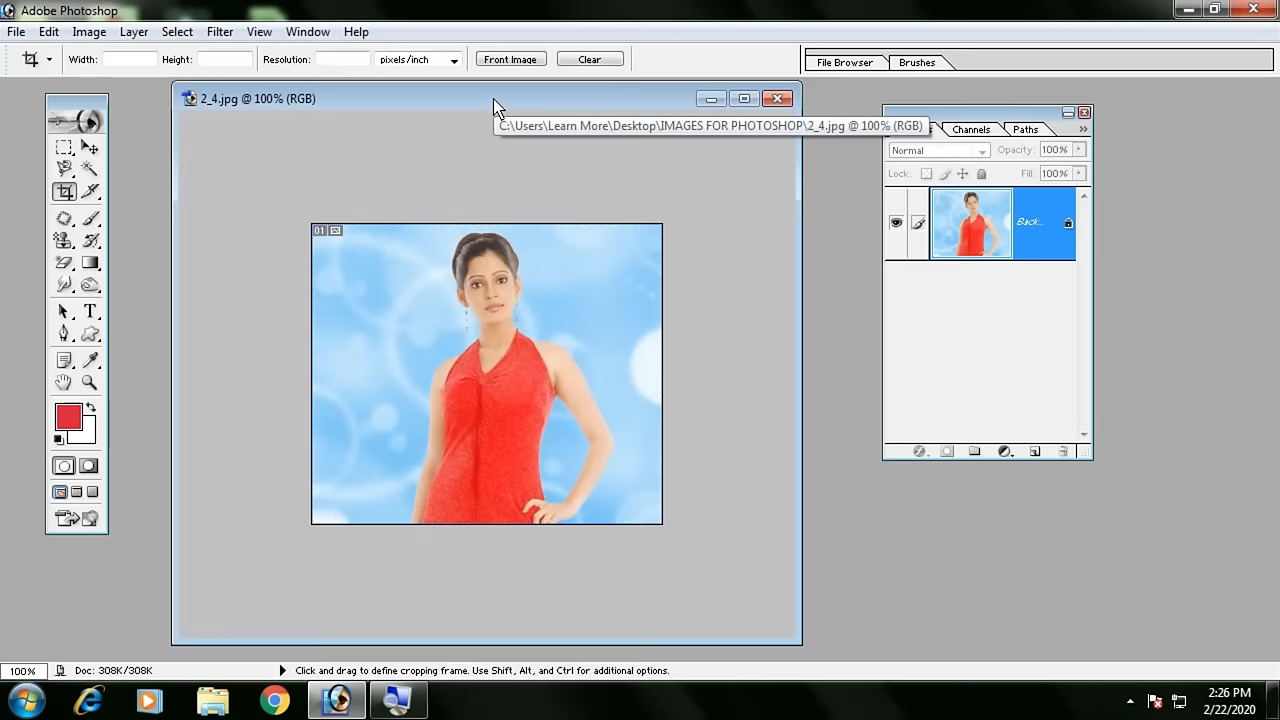 Adobe Photoshop
File Edit Image Layer Select Filter View Window Help
Width: Height: Resolution: pixels/inch Front Image Clear File Browser Brushes
2_4.jpg @ 100% (RGB)
C:\Users\Learn More\Desktop\IMAGES FOR PHOTOSHOP\2_4.jpg @ 100% (RGB)
Channels Paths
Normal Opacity: 100%
Lock: Fill: 100%
01
Back...
T
100% Doc: 308K/308K Click and drag to define cropping frame. Use Shift, Alt, and Ctrl for additional options.
2:26 PM
2/22/2020